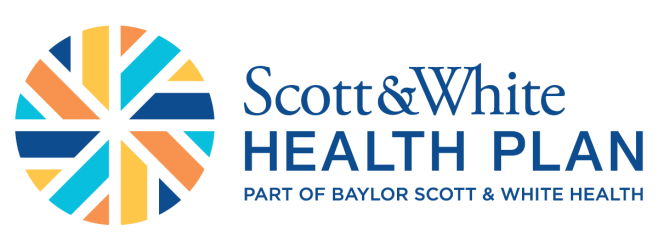 Scott&White
HEALTH PLAN
PART OF BAYLOR SCOTT & WHITE HEALTH